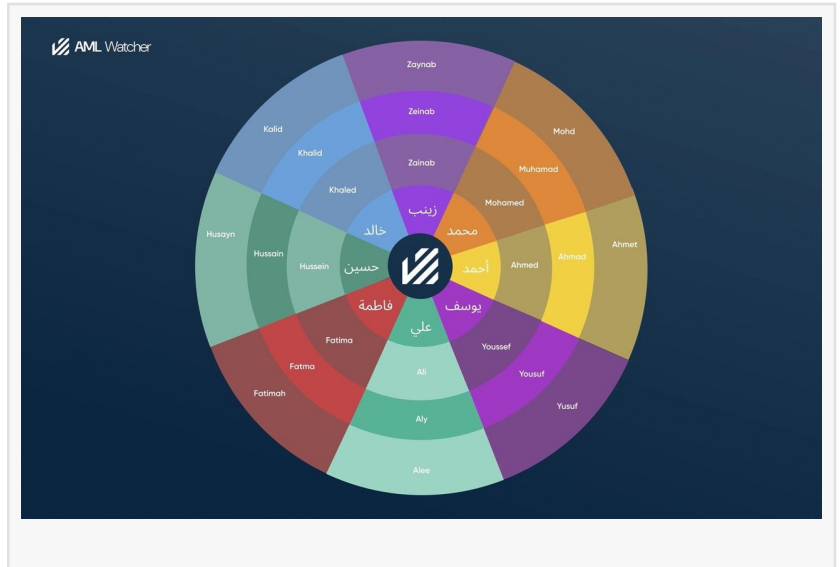 AML Watcher
Zaynab
Zeinab
Zainab
زينب
Mohd
Muhamad
Mohamed
محمد
Ahmet
Ahmad
Ahmed
أحمد
Yusuf
Yousuf
Youssef
يوسف
Alee
Aly
Ali
علي
Fatimah
Fatma
Fatima
فاطمة
Husayn
Hussain
Hussein
حسين
Kalid
Khalid
Khaled
خالد